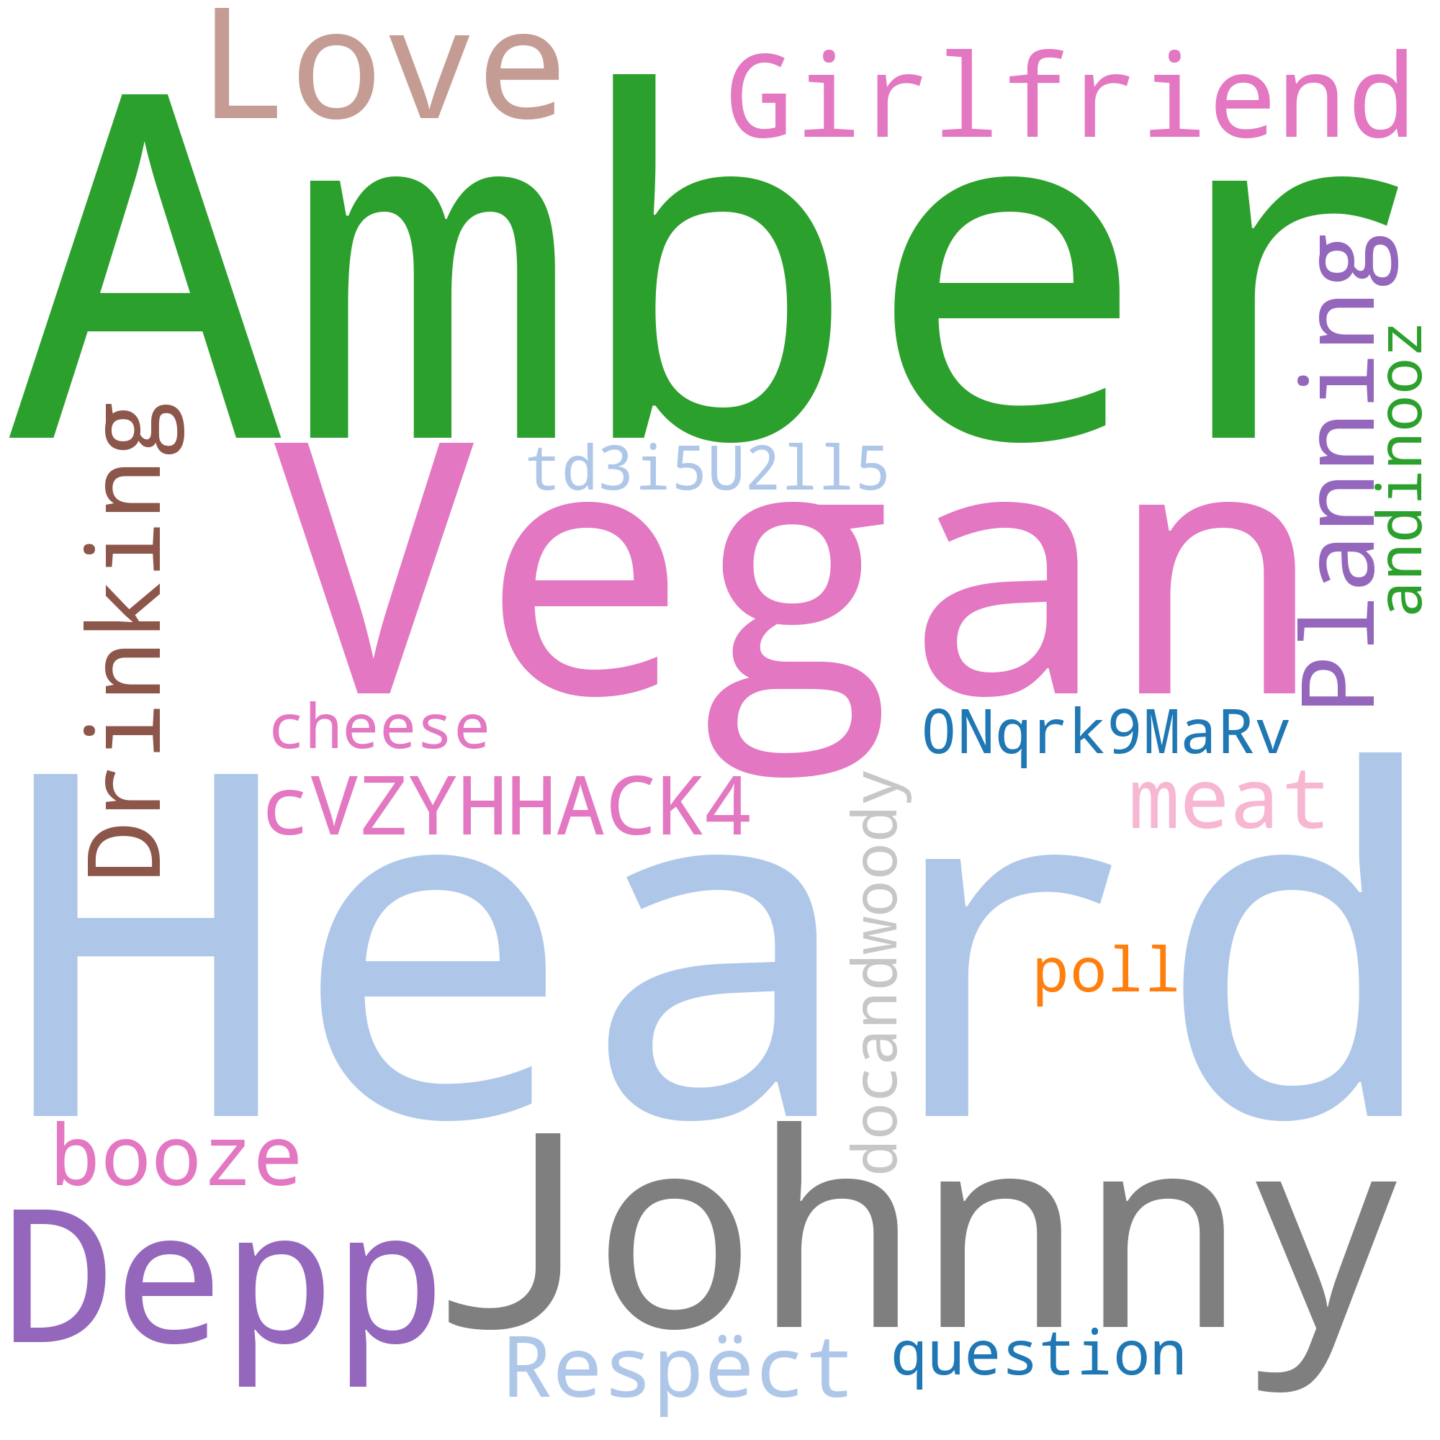 Love
Girlfriend
Amber
Planning
andinooz
Drinking
td3i5U2ll5
Vegan
cheese
0Nqrk9MaRv
cVZYHHACK4
meat
Heard
docandwoody
poll
booze
Johnny
Depp
Respëct
question